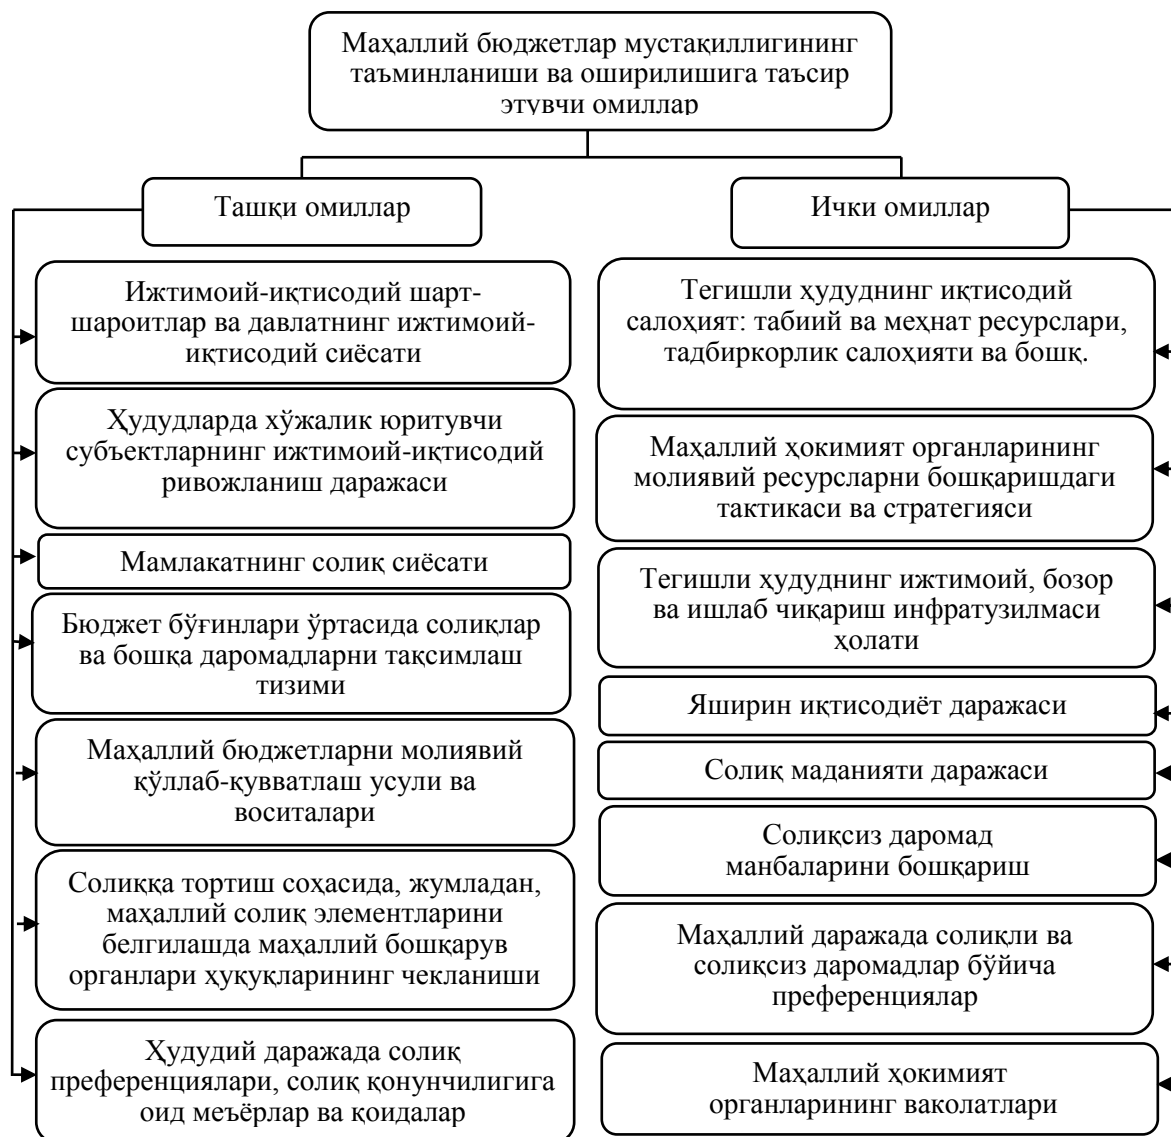 Маҳаллий бюджетлар мустақиллигининг
таъминланиши ва оширилишига таъсир
этувчи омиллар
Ташқи омиллар
Ижтимоий-иқтисодий шарт-
шароитлар ва давлатнинг ижтимоий-
иқтисодий сиёсати
Ҳудудларда хўжалик юритувчи
субъектларнинг ижтимоий-иқтисодий
ривожланиш даражаси
Мамлакатнинг солиқ сиёсати
Бюджет бўғинлари ўртасида солиқлар
ва бошқа даромадларни тақсимлаш
тизими
Маҳаллий бюджетларни молиявий
қўллаб-қувватлаш усули ва
воситалари
Солиққа тортиш соҳасида, жумладан,
маҳаллий солиқ элементларини
белгилашда маҳаллий бошқарув
органлари ҳуқуқларининг чекланиши
Ҳудудий даражада солиқ
преференциялари, солиқ қонунчилигига
оид меъёрлар ва қоидалар
Ички омиллар
Тегишли ҳудуднинг иқтисодий
салоҳият: табиий ва меҳнат ресурслари,
тадбиркорлик салоҳияти ва бошқ.
Маҳаллий ҳокимият органларининг
молиявий ресурсларни бошқаришдаги
тактикаси ва стратегияси
Тегишли ҳудуднинг ижтимоий, бозор
ва ишлаб чиқариш инфратузилмаси
ҳолати
Яширин иқтисодиёт даражаси
Солиқ маданияти даражаси
Солиқсиз даромад
манбаларини бошқариш
Маҳаллий даражада солиқли ва
солиқсиз даромадлар бўйича
преференциялар
Маҳаллий ҳокимият
органларининг ваколатлари